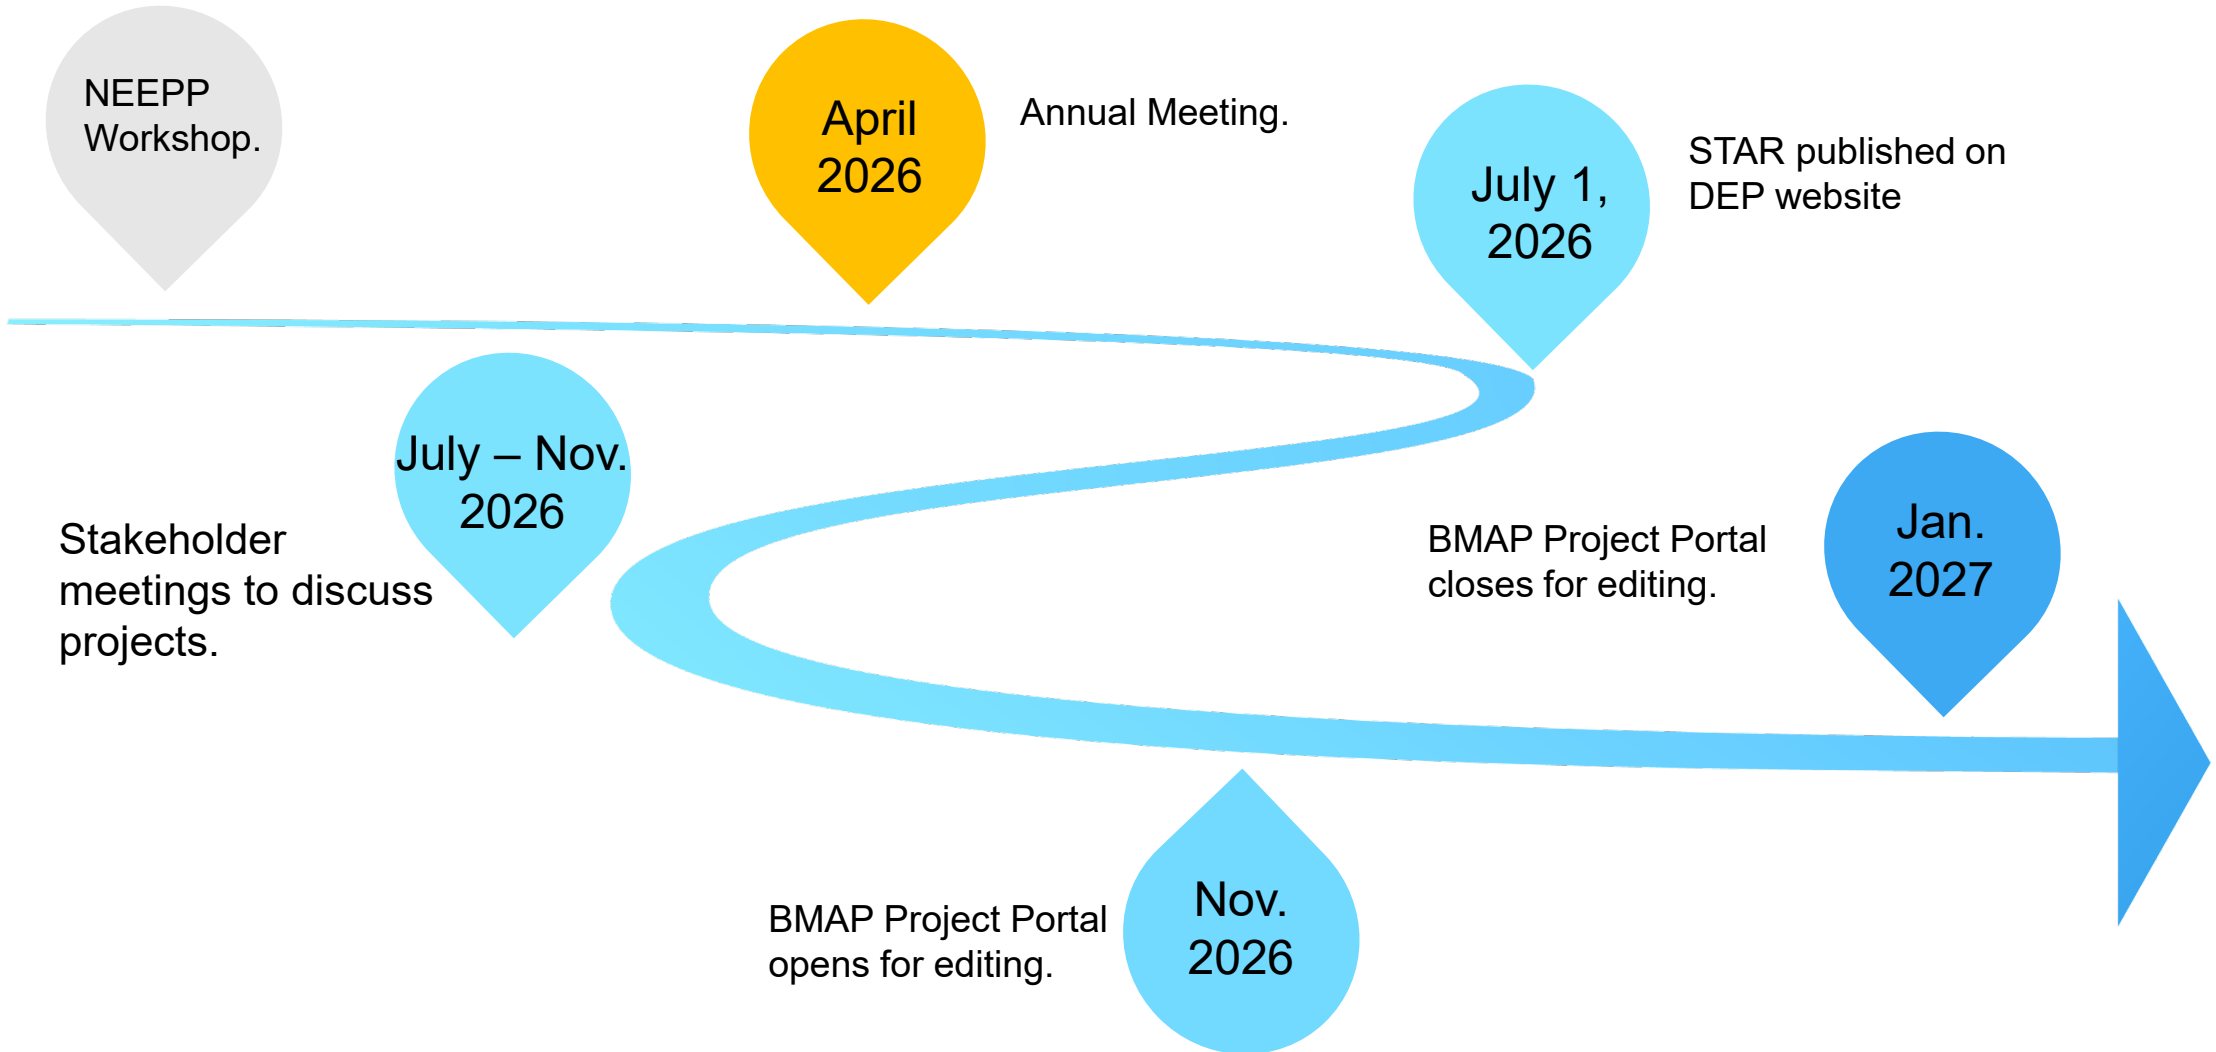 NEEPP
Workshop.
April
2026
Annual Meeting.
July 1,
2026
STAR published on
DEP website
July – Nov.
2026
Stakeholder
meetings to discuss
projects.
BMAP Project Portal
opens for editing.
Nov.
2026
BMAP Project Portal
closes for editing.
Jan.
2027